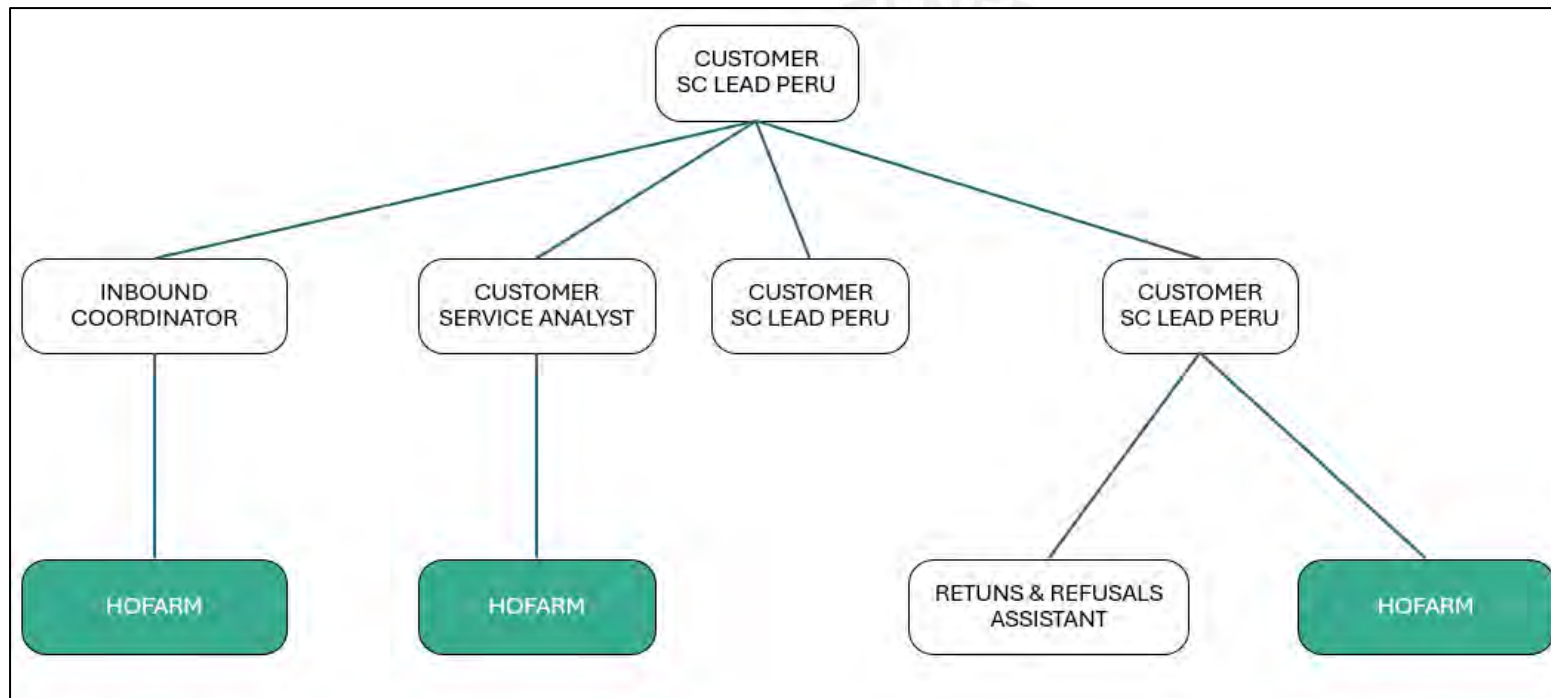 CUSTOMER
SC LEAD PERU
INBOUND
COORDINATOR
CUSTOMER
SERVICE ANALYST
CUSTOMER
SC LEAD PERU
CUSTOMER
SC LEAD PERU
HOFARM
HOFARM
RETUNS & REFUSALS
ASSISTANT
HOFARM